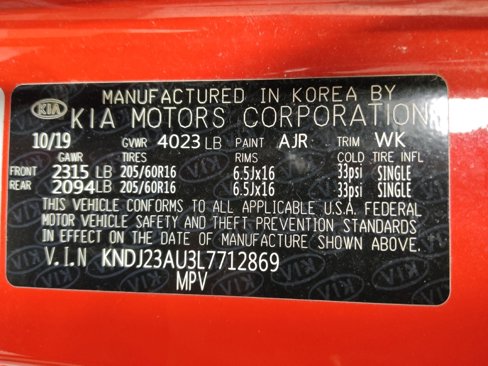 MANUFACTURED IN KOREA BY
KIA KIA MOTORS CORPORATION
10/19 GVWR 4023 LB PAINT AJR TRIM WK
GAWR TIRES RIMS COLD TIRE INFL
FRONT 2315 LB 205/60R16 6.5Jx16 33psi SINGLE
REAR 2094 LB 205/60R16 6.5Jx16 33psi SINGLE
THIS VEHICLE CONFORMS TO ALL APPLICABLE U.S.A. FEDERAL
MOTOR VEHICLE SAFETY AND THEFT PREVENTION STANDARDS
IN EFFECT ON THE DATE OF MANUFACTURE SHOWN ABOVE.
V.I.N KNDJ23AU3L7712869
MPV